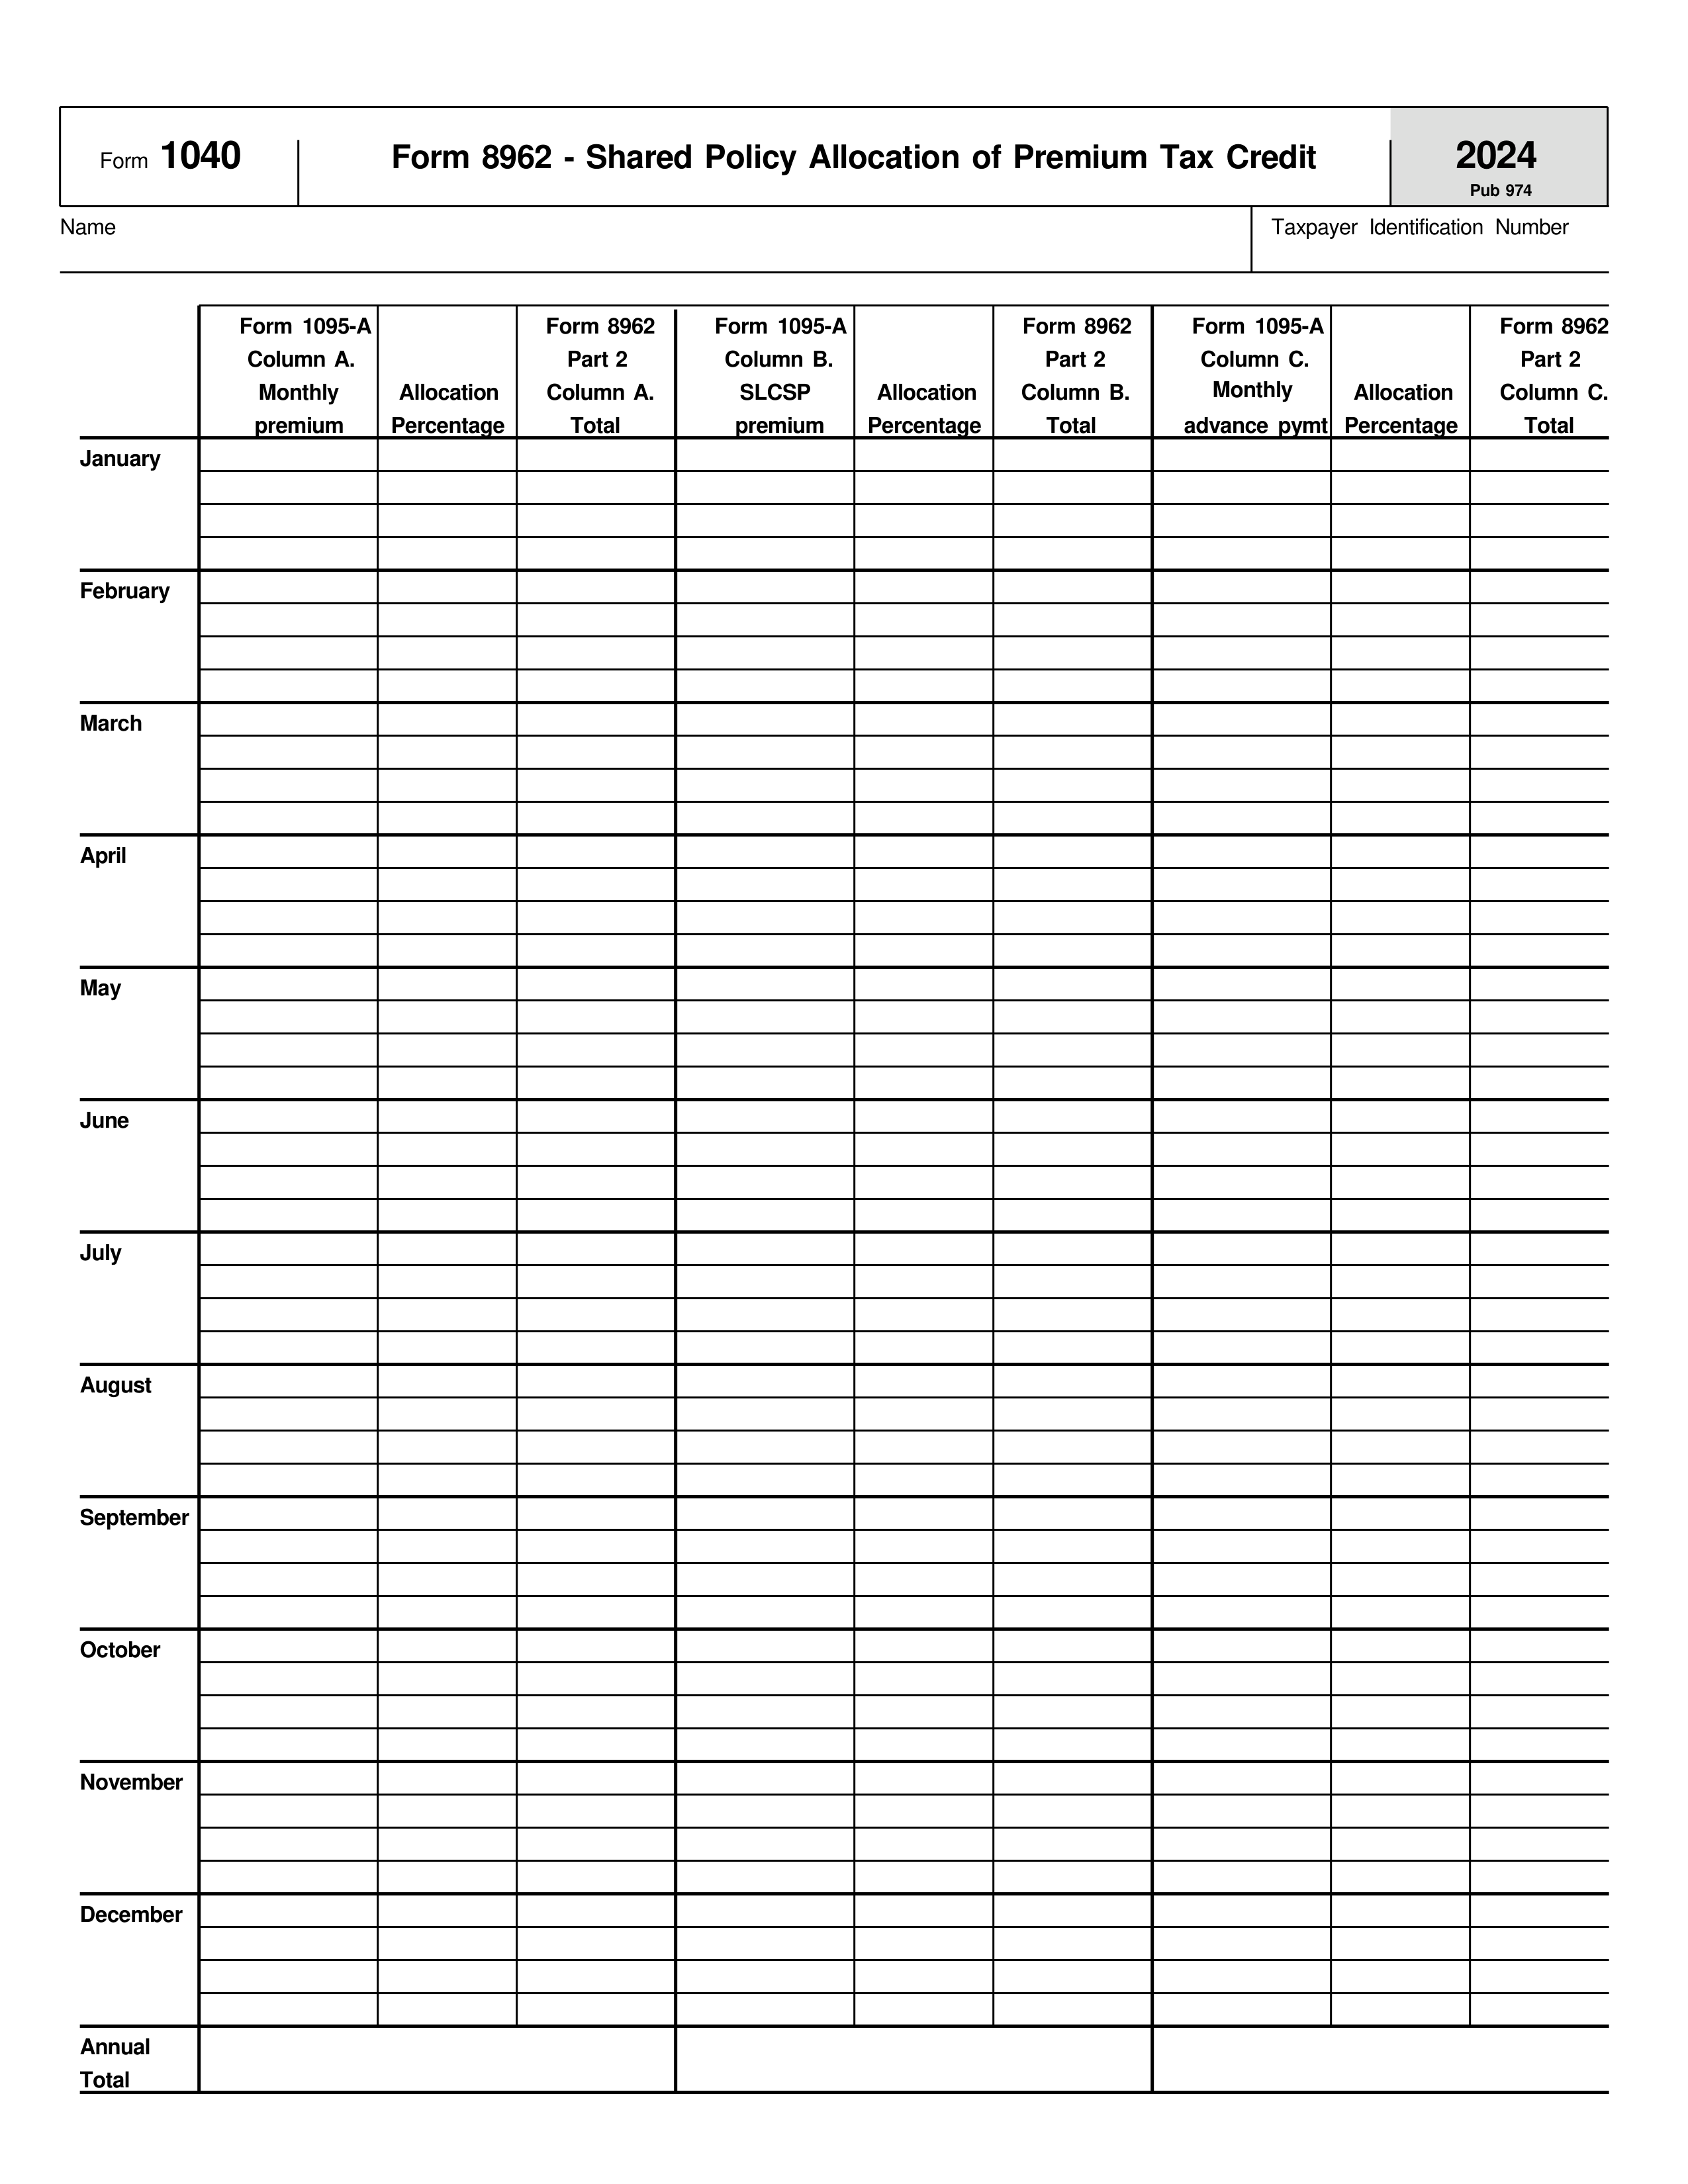 Form 1040
Form 8962 - Shared Policy Allocation of Premium Tax Credit
2024
Pub 974
Name
Taxpayer Identification Number
Form 1095-A Form 8962 Form 1095-A Form 8962 Form 1095-A Form 8962
Column A. Part 2 Column B. Part 2 Column C. Part 2
Monthly Allocation Column A. SLCSP Allocation Column B. Monthly Allocation Column C.
premium Percentage Total premium Percentage Total advance pymt Percentage Total
January
February
March
April
May
June
July
August
September
October
November
December
Annual
Total